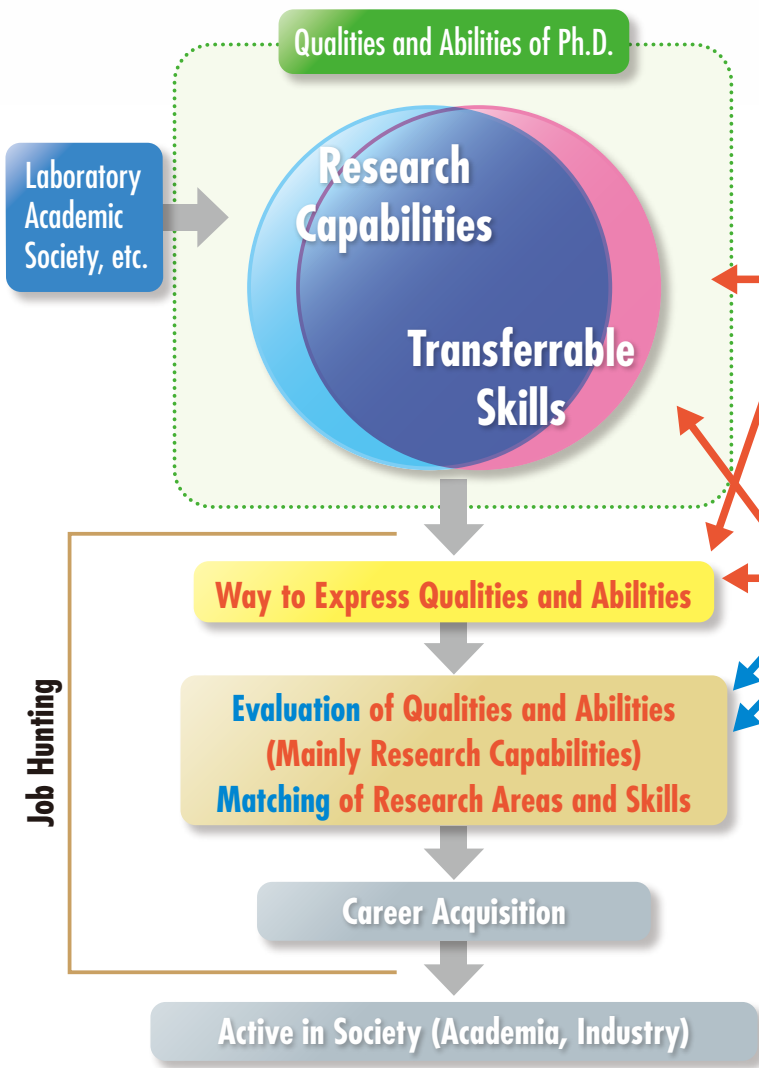 Qualities and Abilities of Ph.D.
Laboratory
Academic
Society, etc.
Research
Capabilities
Transferrable
Skills
Job Hunting
Way to Express Qualities and Abilities
Evaluation of Qualities and Abilities
(Mainly Research Capabilities)
Matching of Research Areas and Skills
Career Acquisition
Active in Society (Academia, Industry)